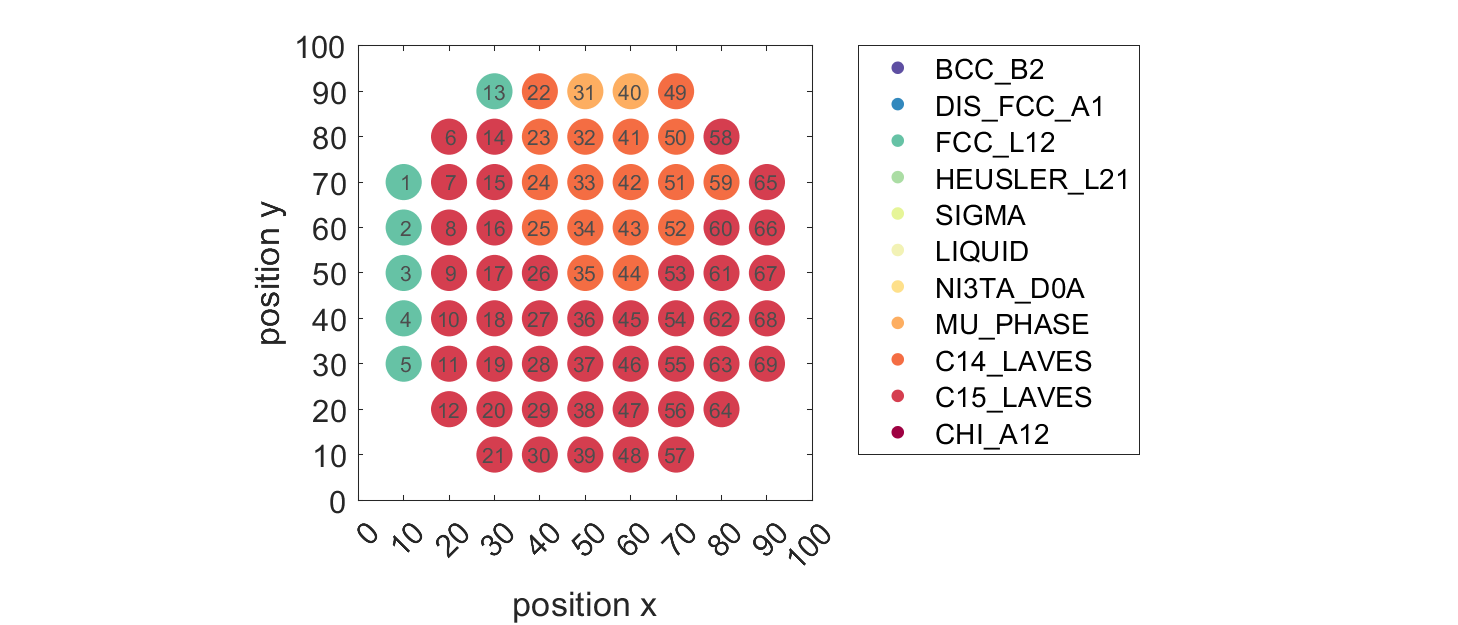 100
90
80
70
60
50
40
30
20
10
0
position y
13 22 31 40 49
6 14 23 32 41 50 58
1 7 15 24 33 42 51 59 65
2 8 16 25 34 43 52 60 66
3 9 17 26 35 44 53 61 67
4 10 18 27 36 45 54 62 68
5 11 19 28 37 46 55 63 69
12 20 29 38 47 56 64
21 30 39 48 57
0 10 20 30 40 50 60 70 80 90 100
position x
BCC_B2
DIS_FCC_A1
FCC_L12
HEUSLER_L21
SIGMA
LIQUID
NI3TA_D0A
MU_PHASE
C14_LAVES
C15_LAVES
CHI_A12